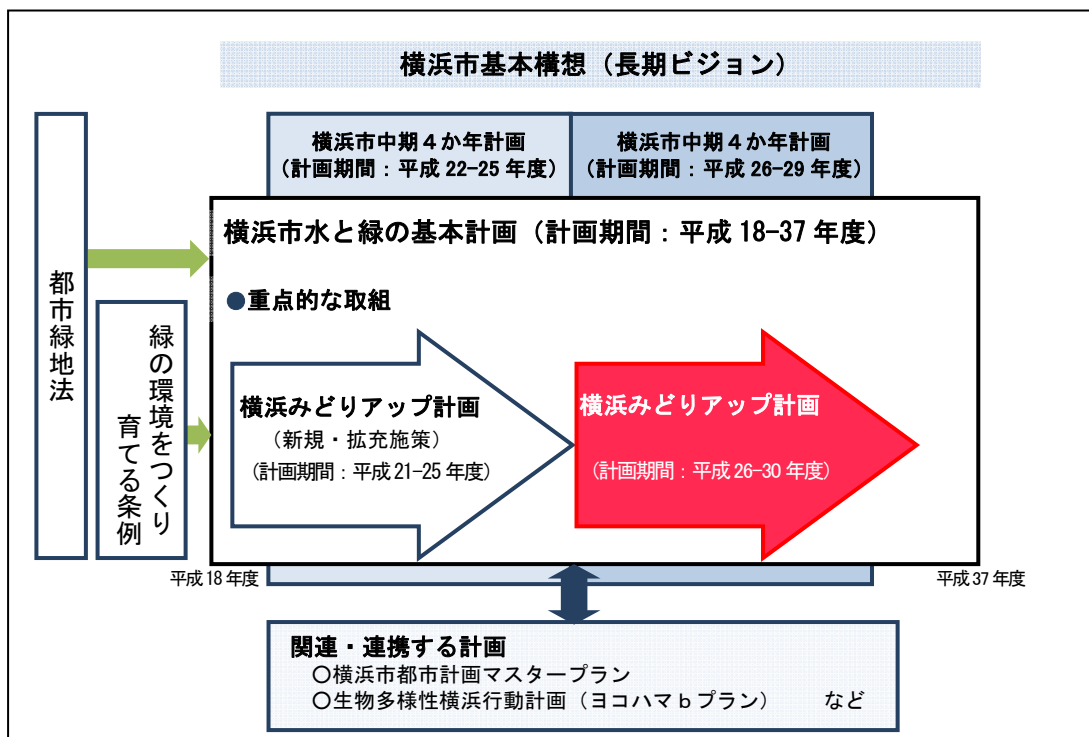 横浜市基本構想（長期ビジョン）
横浜市中期４か年計画
（計画期間：平成 22-25 年度）
横浜市中期４か年計画
（計画期間：平成 26-29 年度）
都市緑地法
緑の環境をつくり
育てる条例
横浜市水と緑の基本計画（計画期間：平成 18-37 年度）
●重点的な取組
横浜みどりアップ計画
（新規・拡充施策）
（計画期間：平成 21-25 年度）
横浜みどりアップ計画
（計画期間：平成 26-30 年度）
平成 18 年度
平成 37 年度
関連・連携する計画
○横浜市都市計画マスタープラン
○生物多様性横浜行動計画（ヨコハマｂプラン）　　など